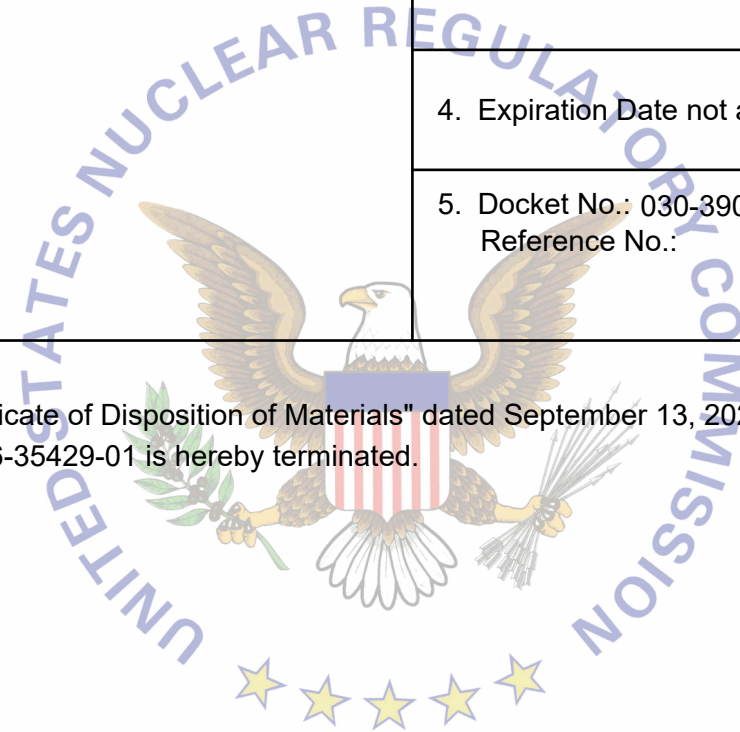 UNITED STATES NUCLEAR REGULATORY COMMISSION
4. Expiration Date not
5. Docket No.: 030-390
Reference No.:
icate of Disposition of Materials" dated September 13, 202
-35429-01 is hereby terminated.